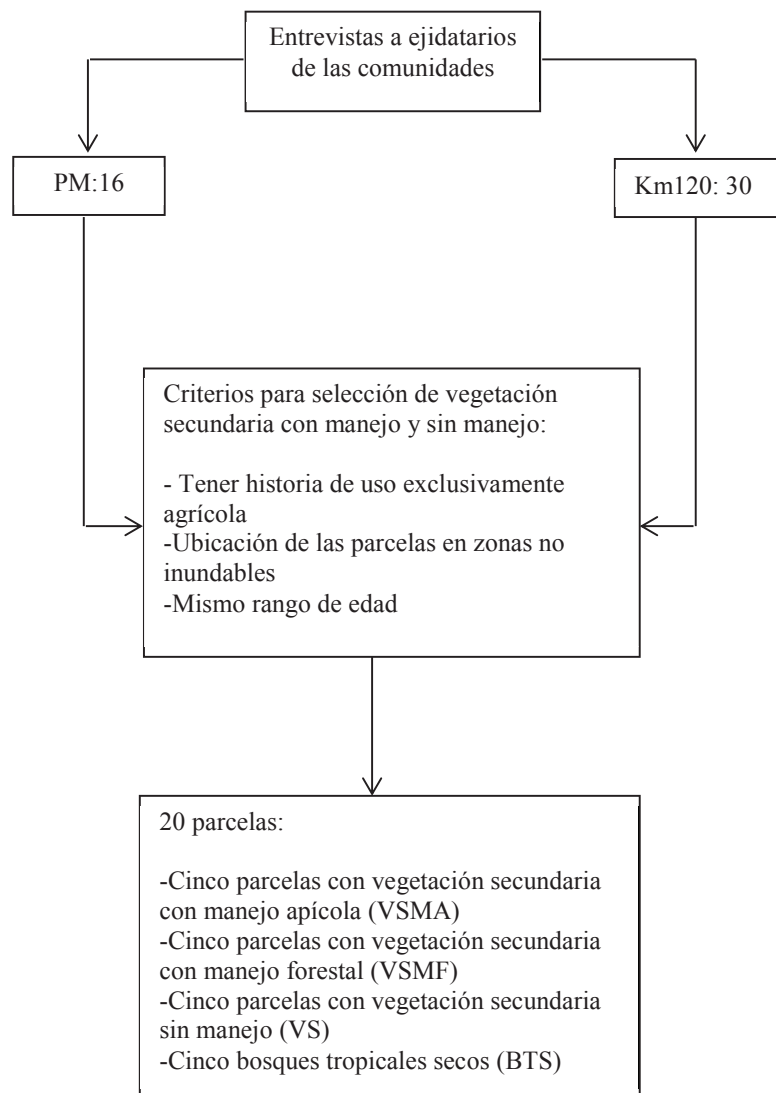 Entrevistas a ejidatarios
de las comunidades
PM:16
Km120: 30
Criterios para selección de vegetación
secundaria con manejo y sin manejo:
- Tener historia de uso exclusivamente
agrícola
-Ubicación de las parcelas en zonas no
inundables
-Mismo rango de edad
20 parcelas:
-Cinco parcelas con vegetación secundaria
con manejo apícola (VSMA)
-Cinco parcelas con vegetación secundaria
con manejo forestal (VSMF)
-Cinco parcelas con vegetación secundaria
sin manejo (VS)
-Cinco bosques tropicales secos (BTS)